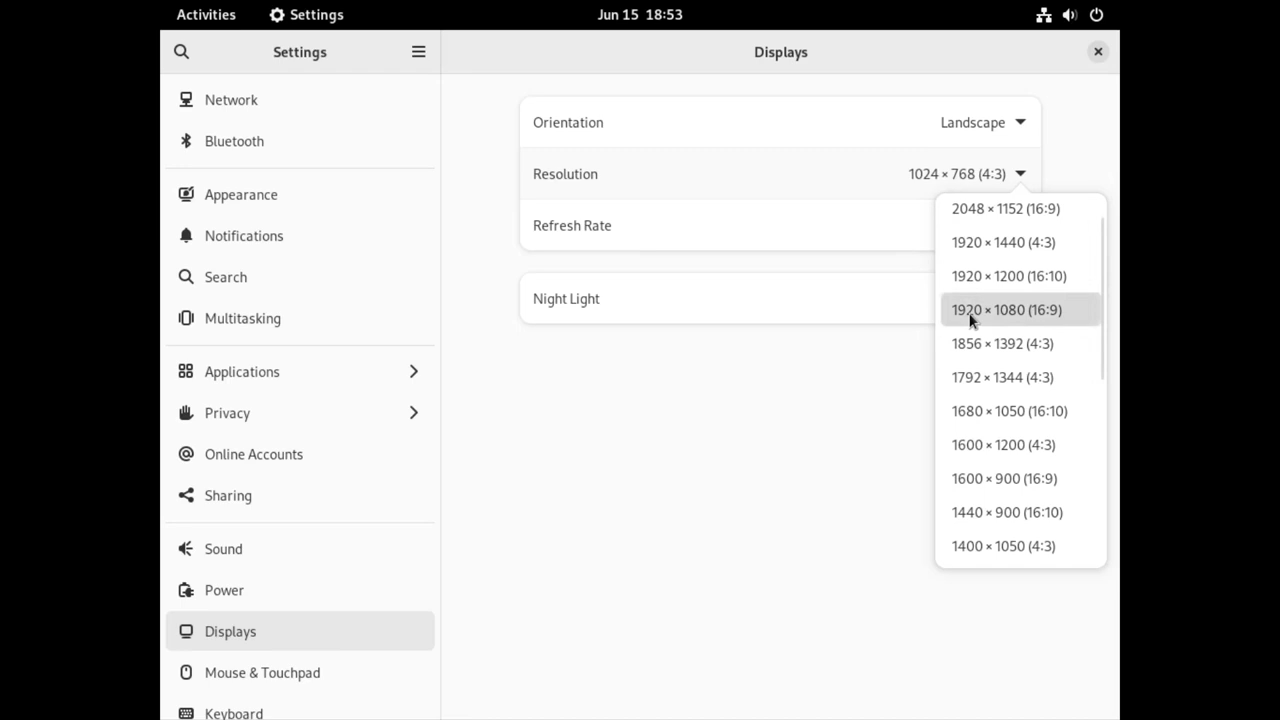 Activities Settings Jun 15 18:53
Settings Displays
Network
Bluetooth
Appearance
Notifications
Search
Multitasking
Applications
Privacy
Online Accounts
Sharing
Sound
Power
Displays
Mouse & Touchpad
Keyboard
Orientation Landscape
Resolution 1024 × 768 (4:3)
Refresh Rate
Night Light
2048 × 1152 (16:9)
1920 × 1440 (4:3)
1920 × 1200 (16:10)
1920 × 1080 (16:9)
1856 × 1392 (4:3)
1792 × 1344 (4:3)
1680 × 1050 (16:10)
1600 × 1200 (4:3)
1600 × 900 (16:9)
1440 × 900 (16:10)
1400 × 1050 (4:3)